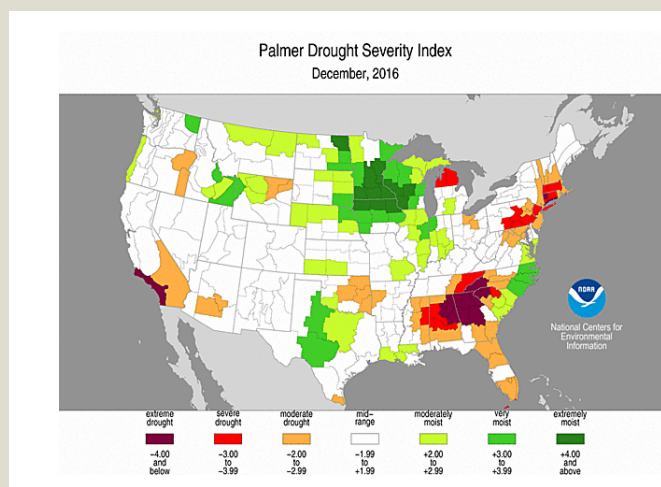 Palmer Drought Severity Index
December, 2016
NOAA
National Centers for
Environmental
Information
extreme drought
severe drought
moderate drought
mid- range
moderately moist
very moist
extremely moist
-4.00 and below
-3.00 to -3.99
-2.00 to -2.99
-1.99 to +1.99
+2.00 to +2.99
+3.00 to +3.99
+4.00 and above